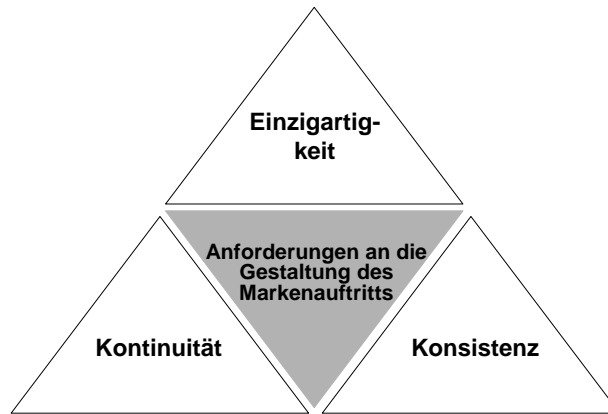 Einzigartig-
keit
Anforderungen an die
Gestaltung des
Markenauftritts
Kontinuität
Konsistenz